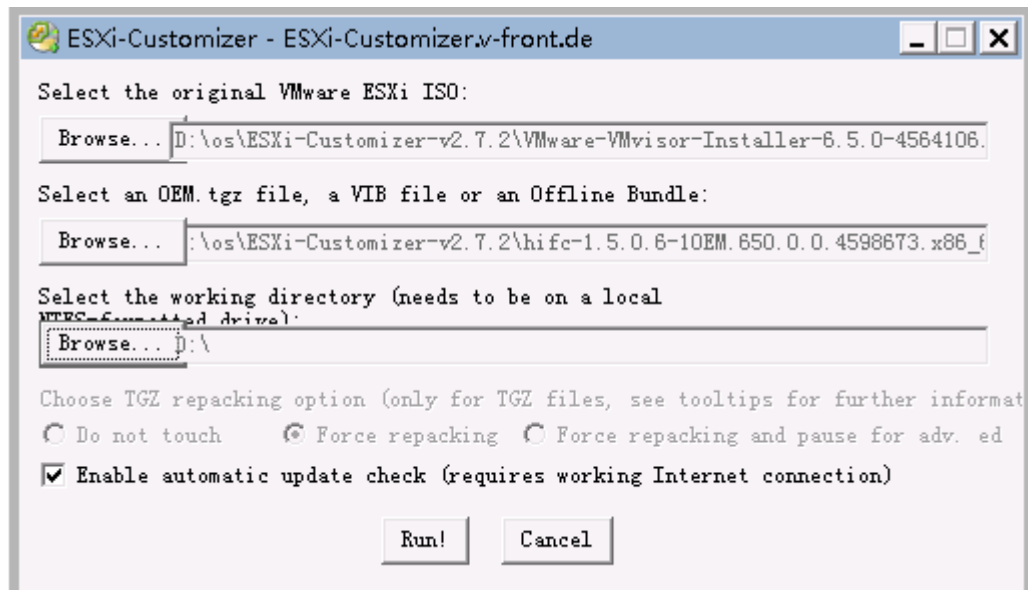 ESXi-Customizer - ESXi-Customizer.v-front.de
Select the original VMware ESXi ISO:
Browse... D:\os\ESXi-Customizer-v2.7.2\VMware-VMvisor-Installer-6.5.0-4564106.
Select an OEM.tgz file, a VIB file or an Offline Bundle:
Browse... :\os\ESXi-Customizer-v2.7.2\hifc-1.5.0.6-1OEM.650.0.0.4598673.x86_6
Select the working directory (needs to be on a local
NTFS-formatted drive):
Browse... D:\
Choose TGZ repacking option (only for TGZ files, see tooltips for further informat
Do not touch Force repacking Force repacking and pause for adv. ed
Enable automatic update check (requires working Internet connection)
Run! Cancel